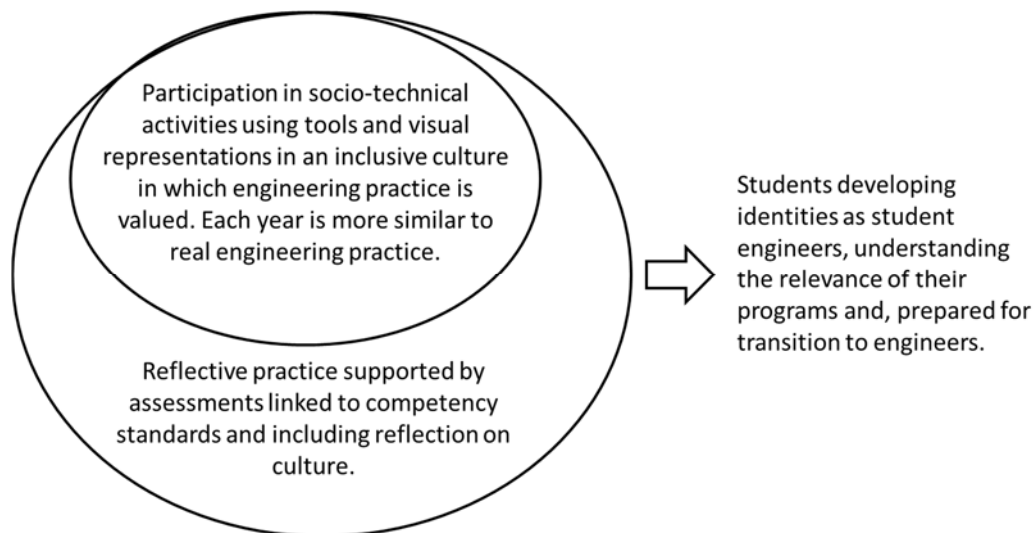 Participation in socio-technical
activities using tools and visual
representations in an inclusive culture
in which engineering practice is
valued. Each year is more similar to
real engineering practice.
Reflective practice supported by
assessments linked to competency
standards and including reflection on
culture.
Students developing
identities as student
engineers, understanding
the relevance of their
programs and, prepared for
transition to engineers.